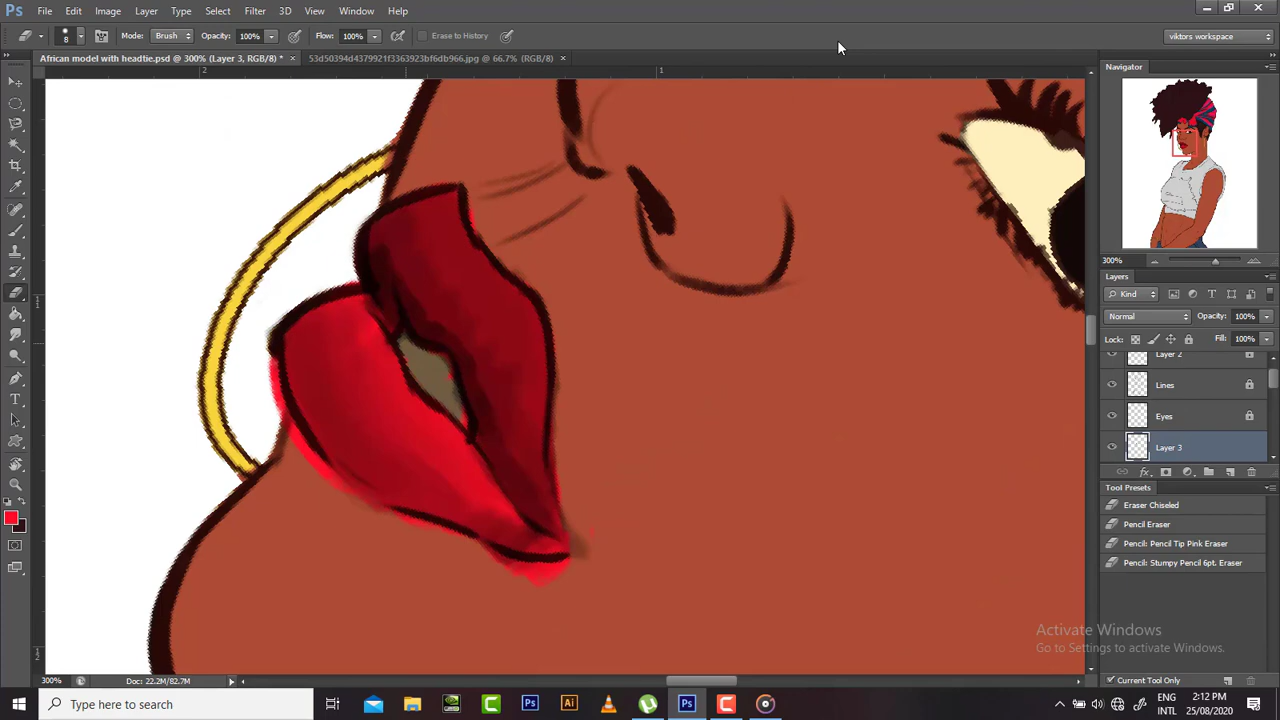 Ps File Edit Image Layer Type Select Filter 3D View Window Help
8 Mode: Brush Opacity: 100% Flow: 100% Erase to History viktors workspace
African model with headtie.psd @ 300% (Layer 3, RGB/8) * × 53d50394d4379921f3363923bf6db966.jpg @ 66.7% (RGB/8) ×
2 1
Navigator
300%
Layers
Kind
Normal Opacity: 100%
Lock: Fill: 100%
Layer 2
Lines
Eyes
Layer 3
Tool Presets
Eraser Chiseled
Pencil Eraser
Pencil: Pencil Tip Pink Eraser
Pencil: Stumpy Pencil 6pt. Eraser
Activate Windows
Go to Settings to activate Windows.
Current Tool Only
300% Doc: 22.2M/82.7M
Type here to search
ENG 2:12 PM
INTL 25/08/2020